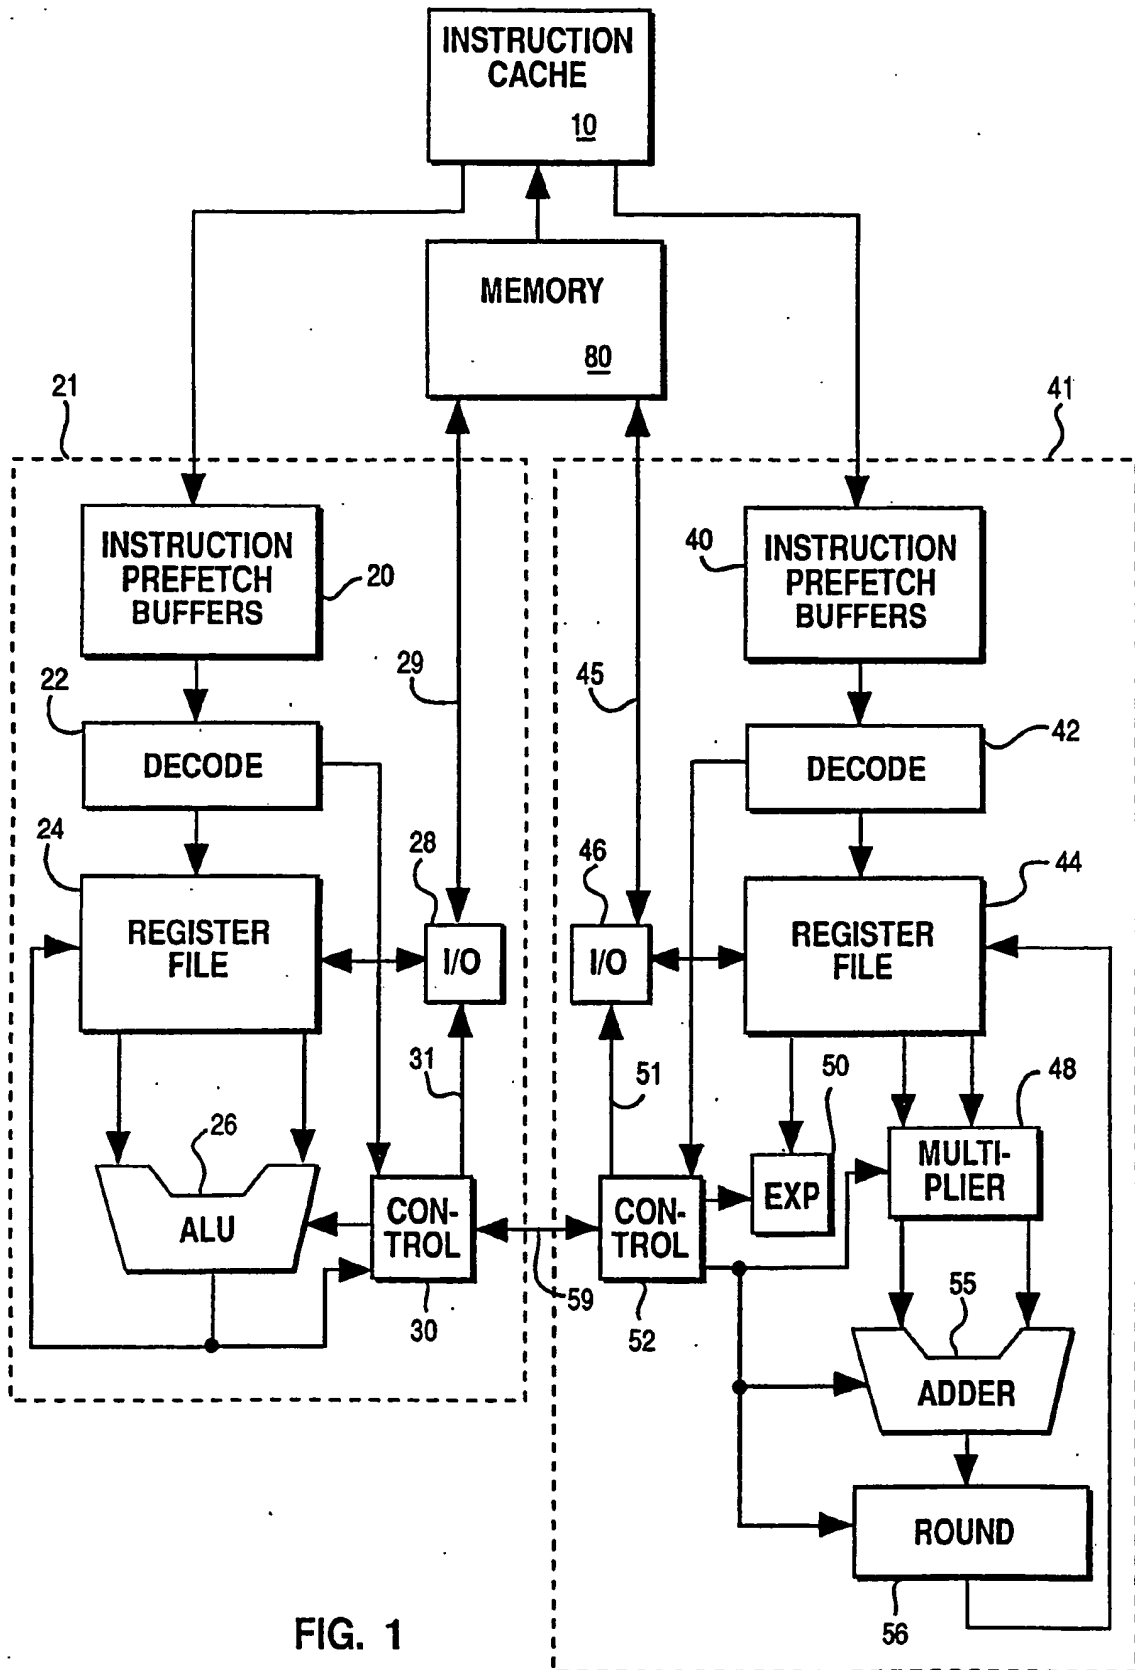 INSTRUCTION
CACHE
10
MEMORY
80
21
41
INSTRUCTION
PREFETCH
BUFFERS
20
40
INSTRUCTION
PREFETCH
BUFFERS
22
29
45
DECODE
42
DECODE
24
28
46
44
REGISTER
FILE
I/O
I/O
REGISTER
FILE
31
51
50
48
26
ALU
CON-
TROL
30
59
CON-
TROL
52
EXP
MULTI-
PLIER
55
ADDER
ROUND
56
FIG. 1